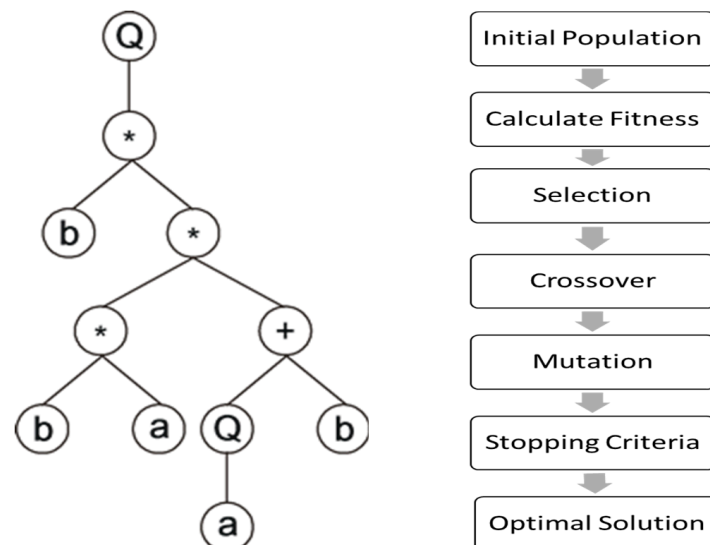 Q
*
b *
* +
b a Q b
a
Initial Population
Calculate Fitness
Selection
Crossover
Mutation
Stopping Criteria
Optimal Solution